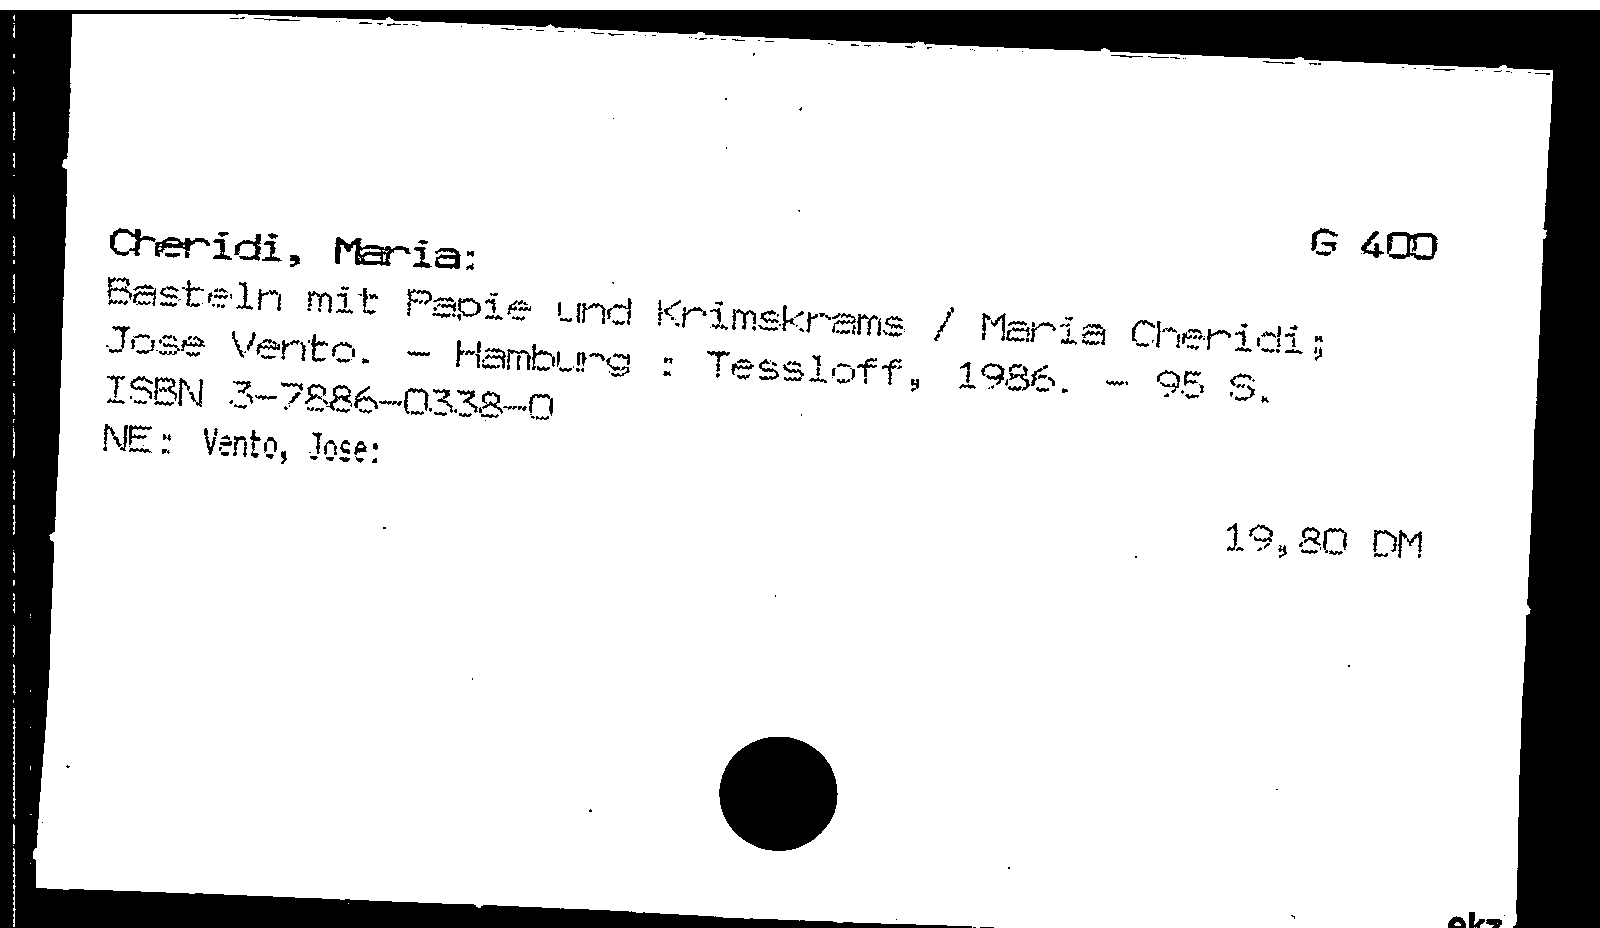 Cheridi, Maria: G 400
Basteln mit Papie und Krimskrams / Maria Cheridi;
Jose Vento. - Hamburg : Tessloff, 1986. - 95 S.
ISBN 3-7886-0338-0
NE: Vento, Jose:
19,80 DM
ekz